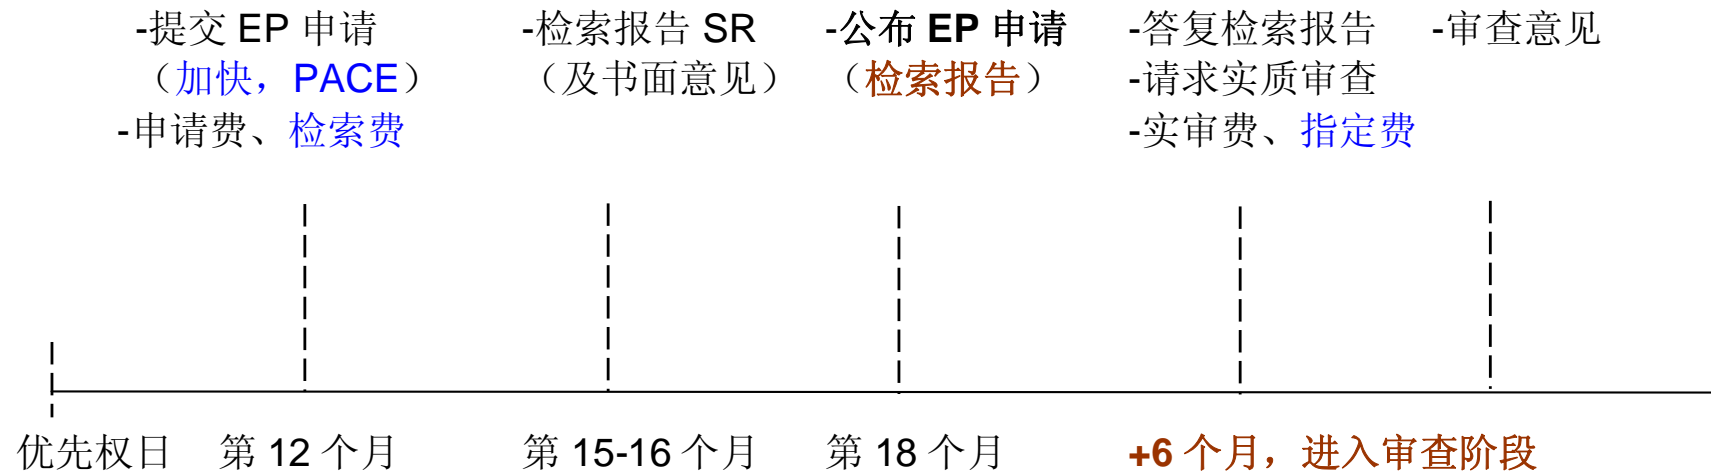 -提交 EP 申请
（加快，PACE）
-申请费、检索费
-检索报告 SR
（及书面意见）
-公布 EP 申请
（检索报告）
-答复检索报告
-请求实质审查
-实审费、指定费
-审查意见
优先权日
第 12 个月
第 15-16 个月
第 18 个月
+6 个月，进入审查阶段